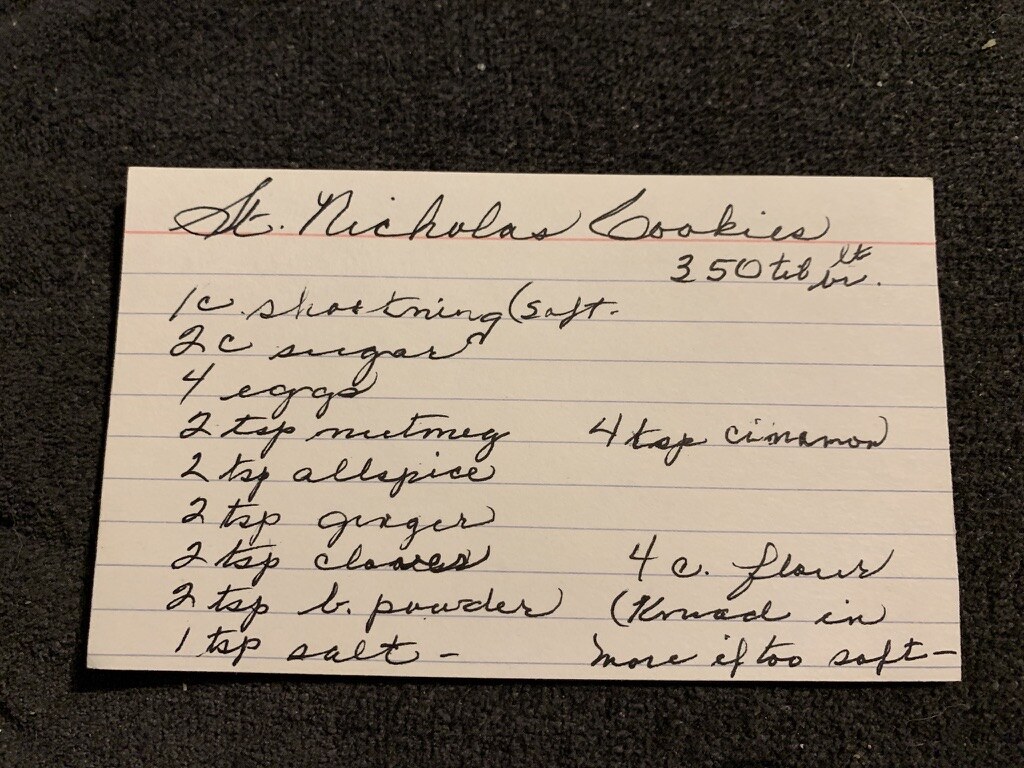 St. Nicholas Cookies
350 til lt br.
1 c. shortning (soft.
2 c sugar
4 eggs
2 tsp nutmeg 4 tsp cinnamon
2 tsp allspice
2 tsp ginger
2 tsp cloves
4 c. flour
2 tsp b. powder (Knead in
1 tsp salt - more if too soft-